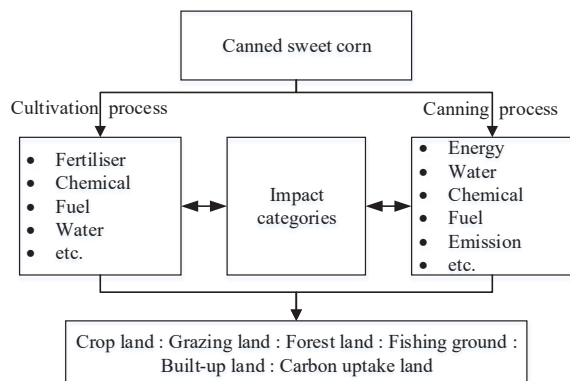 Canned sweet corn
Cultivation process
Canning process
• Fertiliser
• Chemical
• Fuel
• Water
• etc.
Impact
categories
• Energy
• Water
• Chemical
• Fuel
• Emission
• etc.
Crop land : Grazing land : Forest land : Fishing ground :
Built-up land : Carbon uptake land